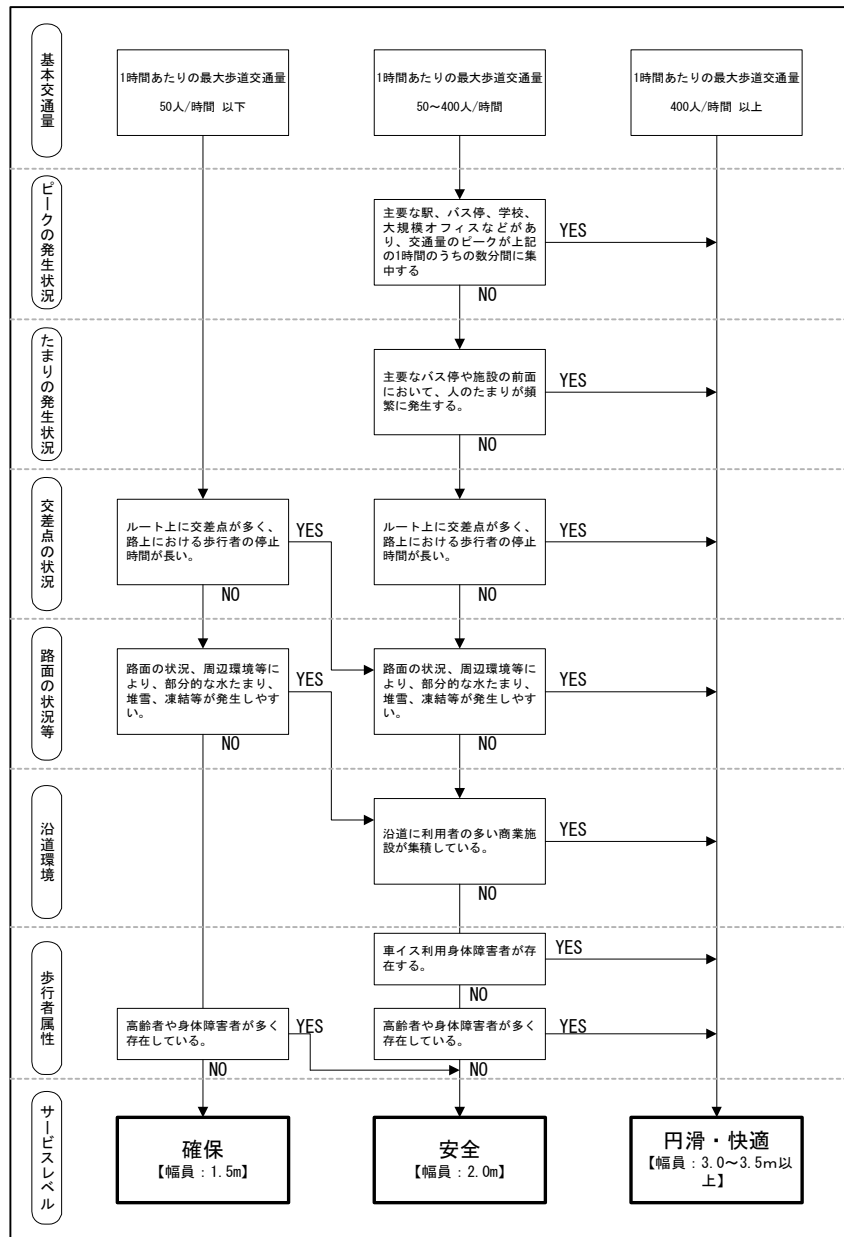 基本交通量
1時間あたりの最大歩道交通量
50人/時間 以下
1時間あたりの最大歩道交通量
50～400人/時間
1時間あたりの最大歩道交通量
400人/時間 以上
ピークの発生状況
主要な駅、バス停、学校、
大規模オフィスなどがあ
り、交通量のピークが上記
の1時間のうちの数分間に集
中する
YES
NO
たまりの発生状況
主要なバス停や施設の前面
において、人のたまりが頻
繁に発生する。
YES
NO
交差点の状況
ルート上に交差点が多く、
路上における歩行者の停止
時間が長い。
YES
NO
ルート上に交差点が多く、
路上における歩行者の停止
時間が長い。
YES
NO
路面の状況等
路面の状況、周辺環境等に
より、部分的な水たまり、
堆雪、凍結等が発生しやす
い。
YES
NO
路面の状況、周辺環境等に
より、部分的な水たまり、
堆雪、凍結等が発生しやす
い。
YES
NO
沿道環境
沿道に利用者の多い商業施
設が集積している。
YES
NO
歩行者属性
車イス利用身体障害者が存
在する。
YES
NO
高齢者や身体障害者が多く
存在している。
YES
NO
高齢者や身体障害者が多く
存在している。
YES
NO
サービスレベル
確保
【幅員：1.5m】
安全
【幅員：2.0m】
円滑・快適
【幅員：3.0～3.5m以
上】